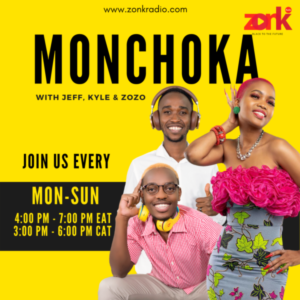 www.zonkradio.com
zonk
MONCHOKA
WITH JEFF, KYLE & ZOZO
JOIN US EVERY
MON-SUN
4:00 PM - 7:00 PM EAT
3:00 PM - 6:00 PM CAT